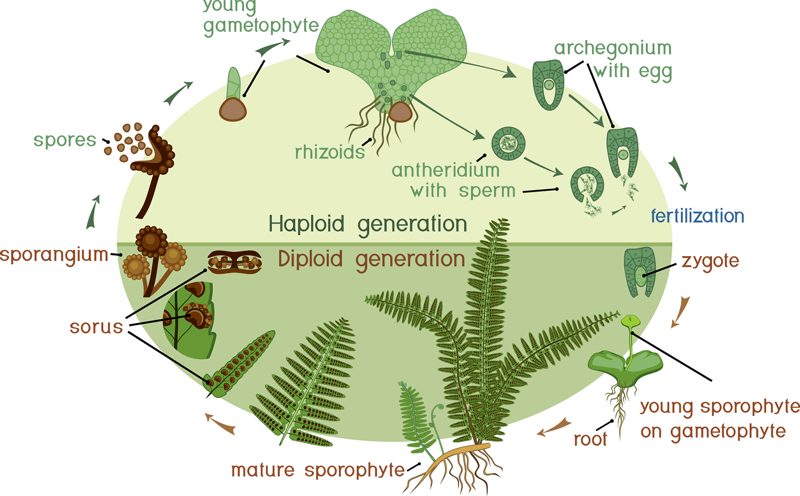 young
gametophyte
archegonium
with egg
spores
rhizoids
antheridium
with sperm
fertilization
Haploid generation
sporangium
Diploid generation
zygote
sorus
young sporophyte
on gametophyte
root
mature sporophyte